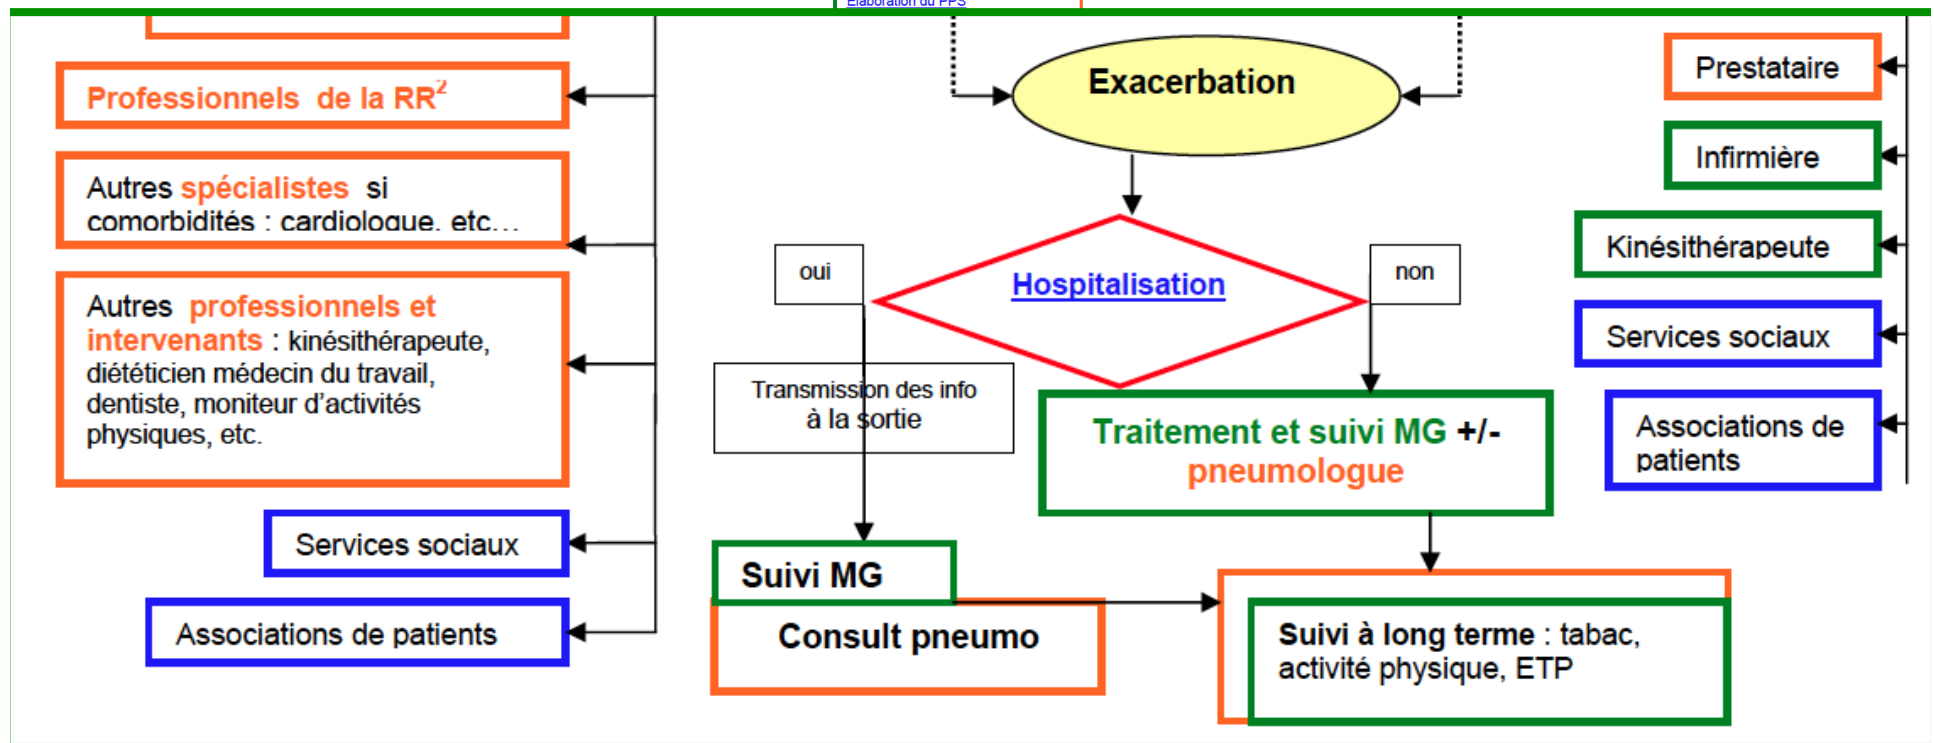 Elaboration du PPS
Professionnels de la RR²
Autres spécialistes si
comorbidités : cardiologue, etc…
Autres professionnels et
intervenants : kinésithérapeute,
diététicien médecin du travail,
dentiste, moniteur d'activités
physiques, etc.
Services sociaux
Associations de patients
Exacerbation
Hospitalisation
oui
non
Transmission des info
à la sortie
Traitement et suivi MG +/-
pneumologue
Suivi MG
Consult pneumo
Suivi à long terme : tabac,
activité physique, ETP
Prestataire
Infirmière
Kinésithérapeute
Services sociaux
Associations de
patients